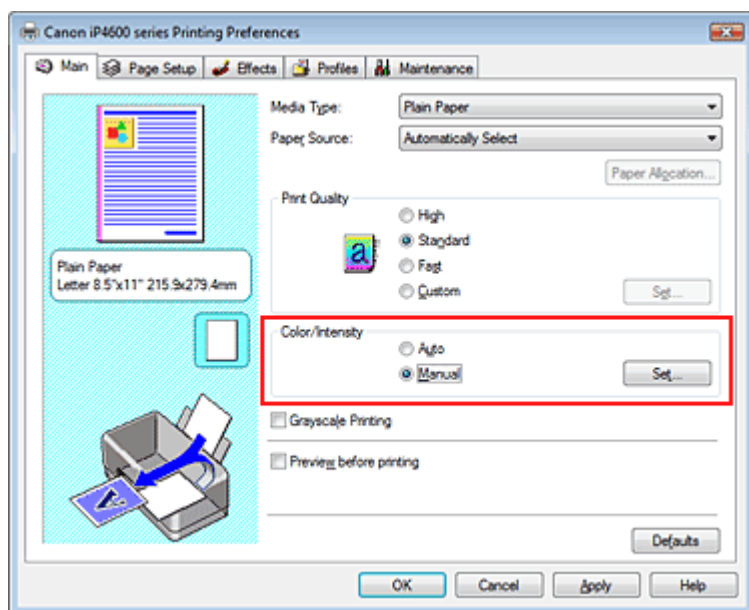 Canon iP4600 series Printing Preferences
Main Page Setup Effects Profiles Maintenance
Media Type: Plain Paper
Paper Source: Automatically Select
Paper Allocation...
Print Quality
High
a Standard
Fast
Custom Set...
Plain Paper
Letter 8.5"x11" 215.9x279.4mm
Color/Intensity
Auto
Manual Set...
Grayscale Printing
Preview before printing
A
Defaults
OK Cancel Apply Help